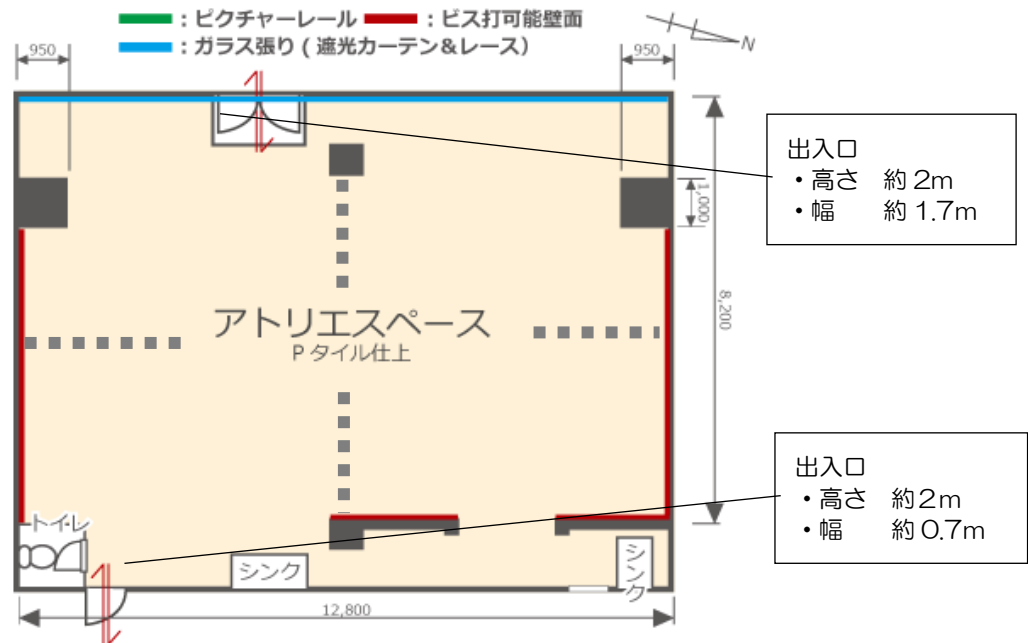 ：ピクチャーレール ：ビス打可能壁面
：ガラス張り ( 遮光カーテン&レース）
N
950
950
出入口
・高さ　約２m
・幅　　約１.７m
1,000
8,200
アトリエスペース
Ｐタイル仕上
出入口
・高さ　約２m
・幅　　約０.７m
トイレ
シンク
シンク
12,800